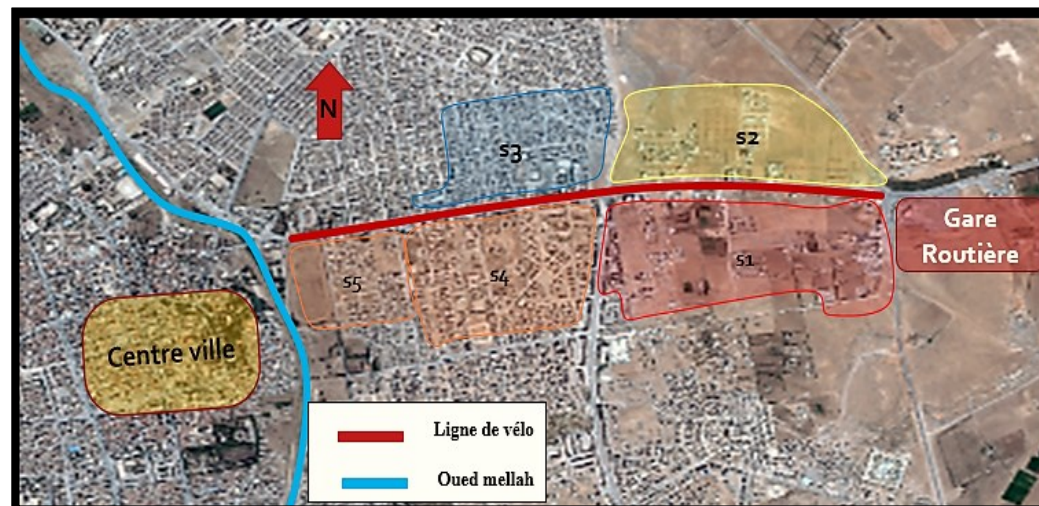 N
s3
s2
Gare
Routière
s1
s5
s4
Centre ville
Ligne de vélo
Oued mellah